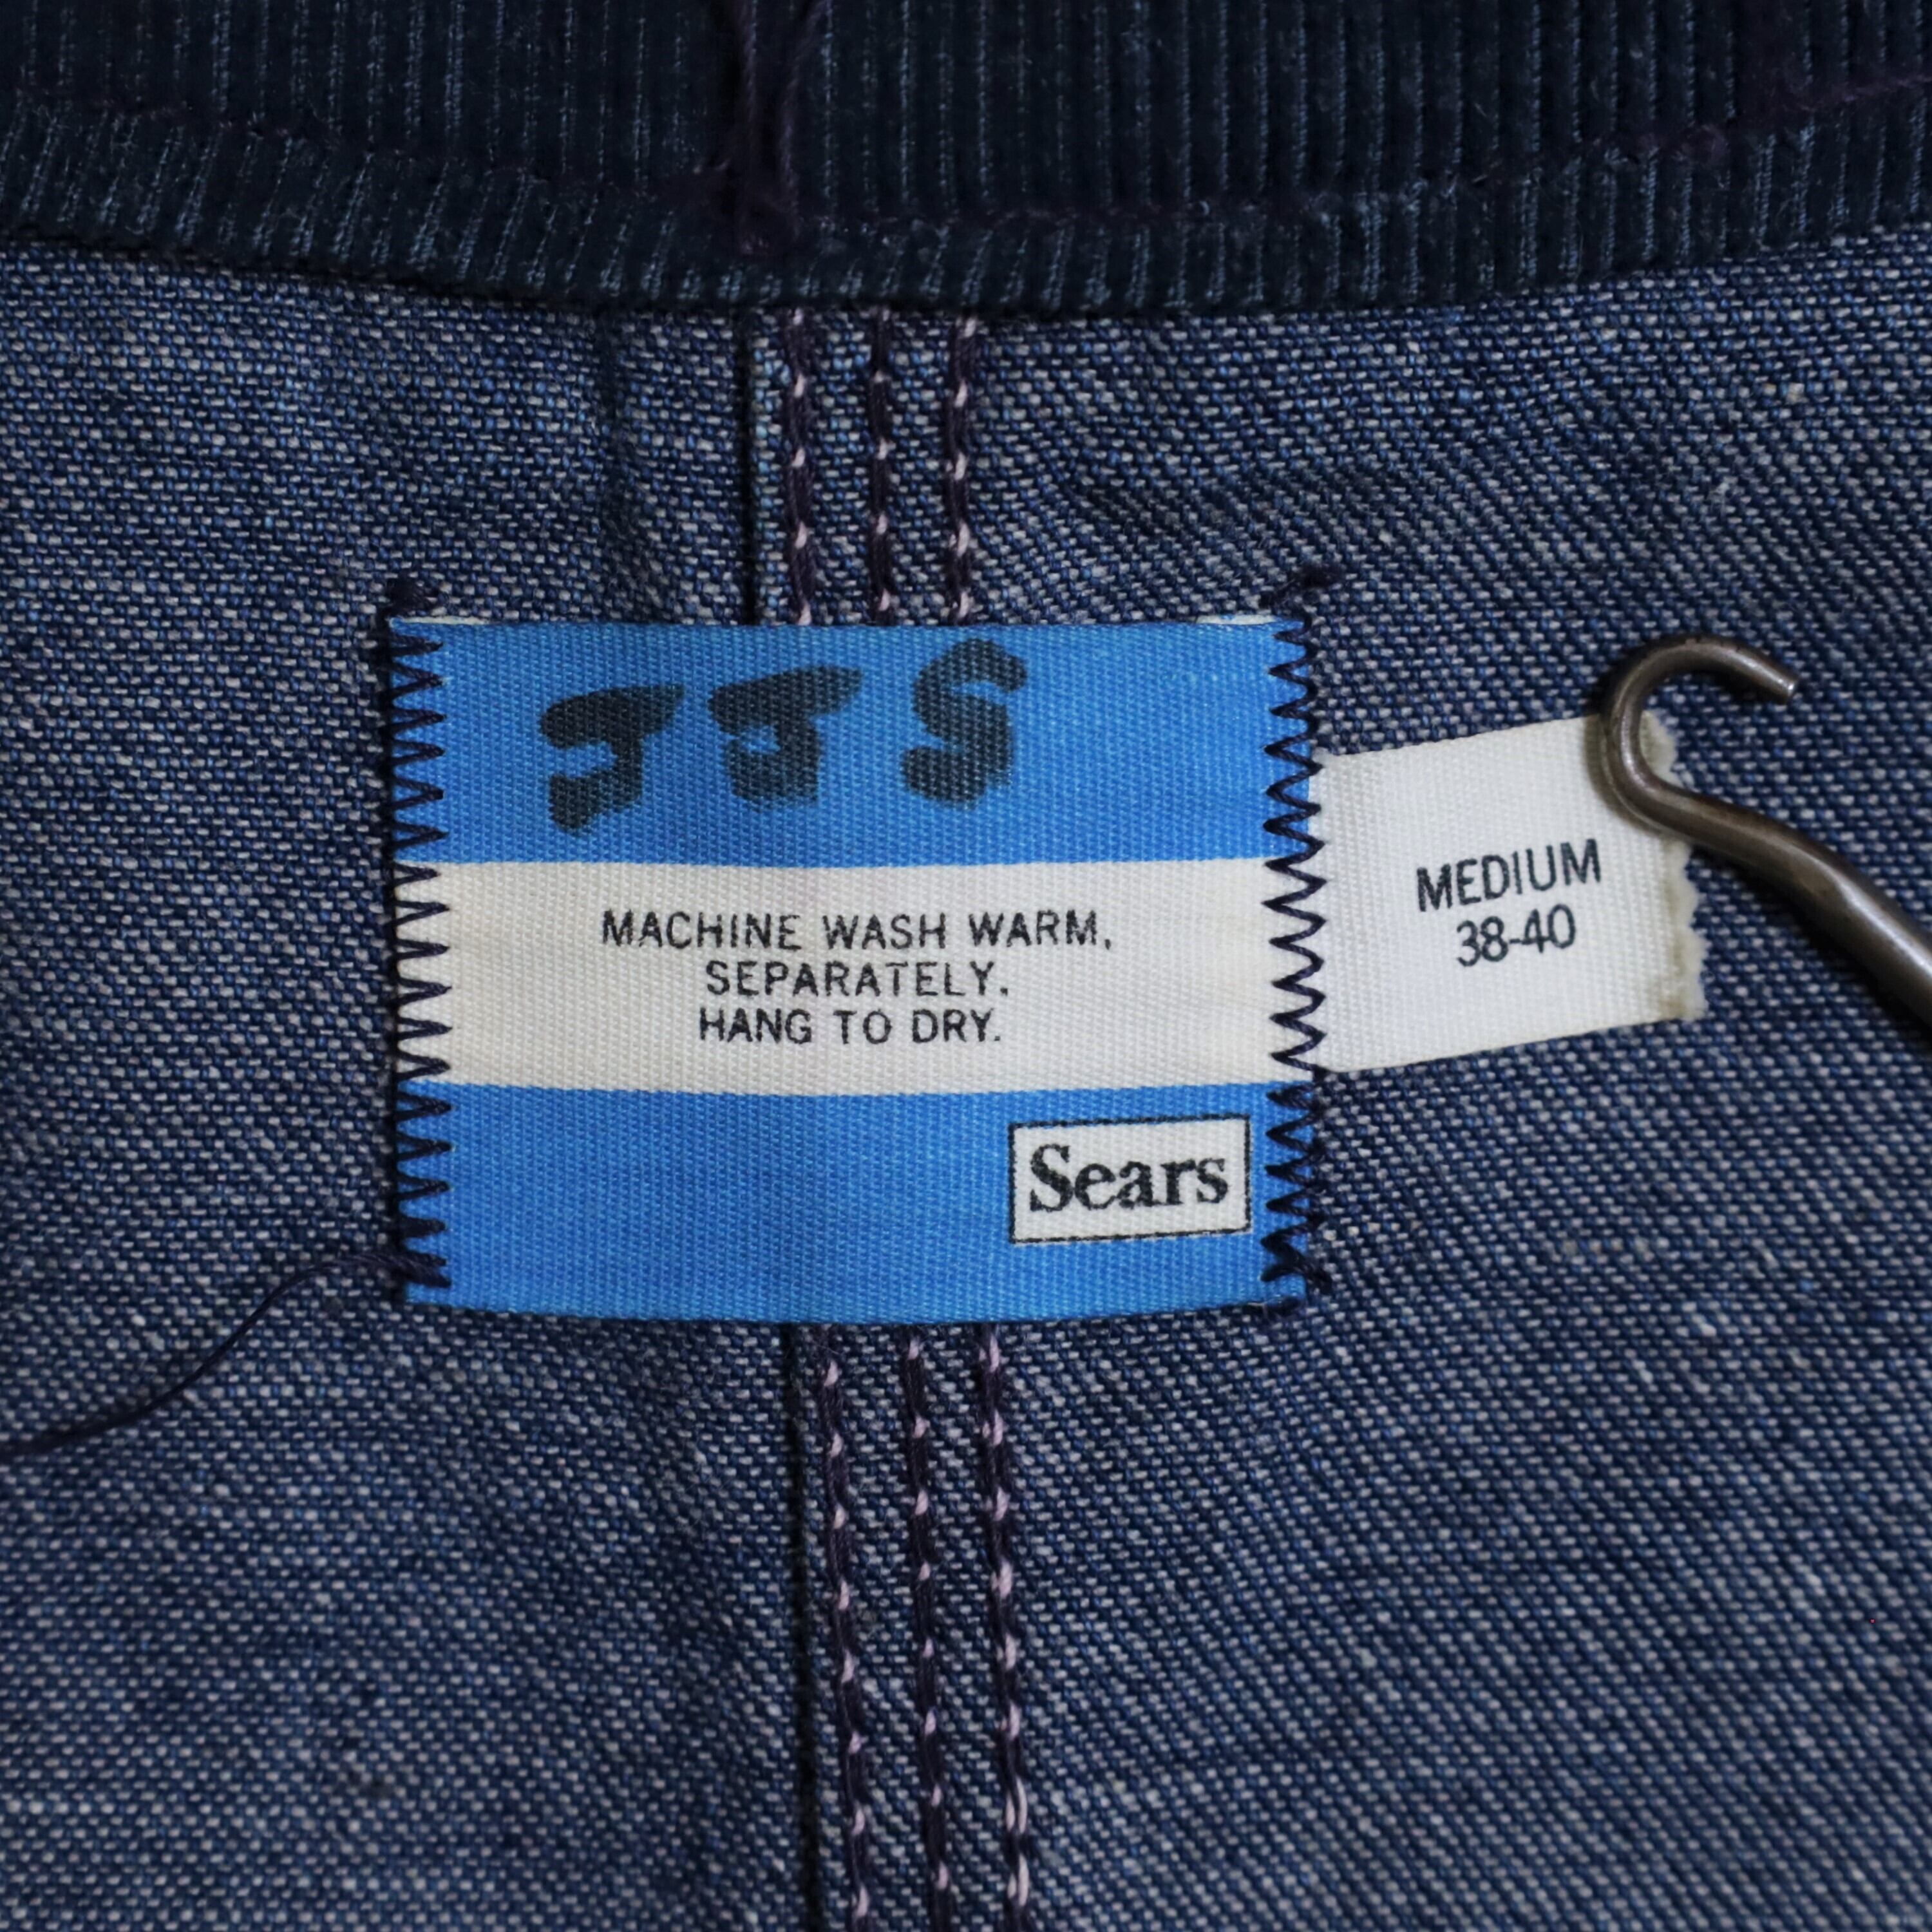 JJS
MACHINE WASH WARM,
SEPARATELY.
HANG TO DRY.
Sears
MEDIUM
38-40